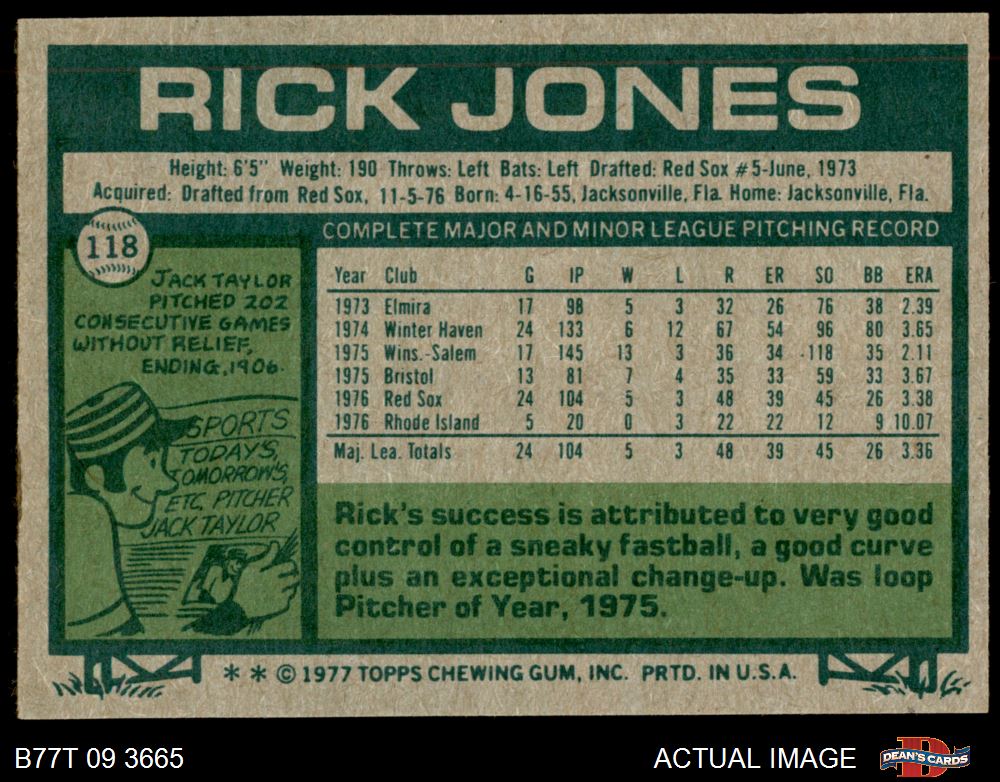 RICK JONES
Height: 6'5" Weight: 190 Throws: Left Bats: Left Drafted: Red Sox #5-June, 1973
Acquired: Drafted from Red Sox, 11-5-76 Born: 4-16-55, Jacksonville, Fla. Home: Jacksonville, Fla.
118
JACK TAYLOR
PITCHED 202
CONSECUTIVE GAMES
WITHOUT RELIEF,
ENDING, 1906.
SPORTS
TODAY'S,
TOMORROW'S,
ETC, PITCHER
JACK TAYLOR
COMPLETE MAJOR AND MINOR LEAGUE PITCHING RECORD
Year Club G IP W L R ER SO BB ERA
1973 Elmira 17 98 5 3 32 26 76 38 2.39
1974 Winter Haven 24 133 6 12 67 54 96 80 3.65
1975 Wins.-Salem 17 145 13 3 36 34 118 35 2.11
1975 Bristol 13 81 7 4 35 33 59 33 3.67
1976 Red Sox 24 104 5 3 48 39 45 26 3.38
1976 Rhode Island 5 20 0 3 22 22 12 9 10.07
Maj. Lea. Totals 24 104 5 3 48 39 45 26 3.36
Rick's success is attributed to very good
control of a sneaky fastball, a good curve
plus an exceptional change-up. Was loop
Pitcher of Year, 1975.
* * © 1977 TOPPS CHEWING GUM, INC. PRTD. IN U.S.A.
B77T 09 3665
ACTUAL IMAGE
DEAN'S CARDS